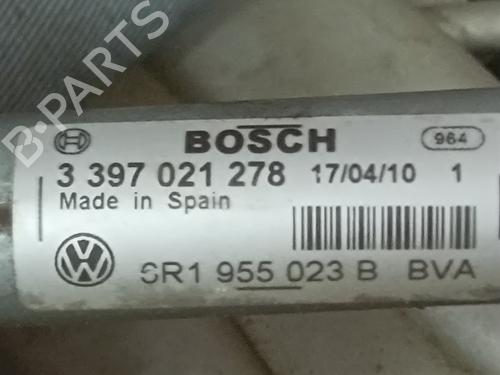 B-PARTS
BOSCH 964
3 397 021 278 17/04/10 1
Made in Spain
6R1 955 023 B BVA